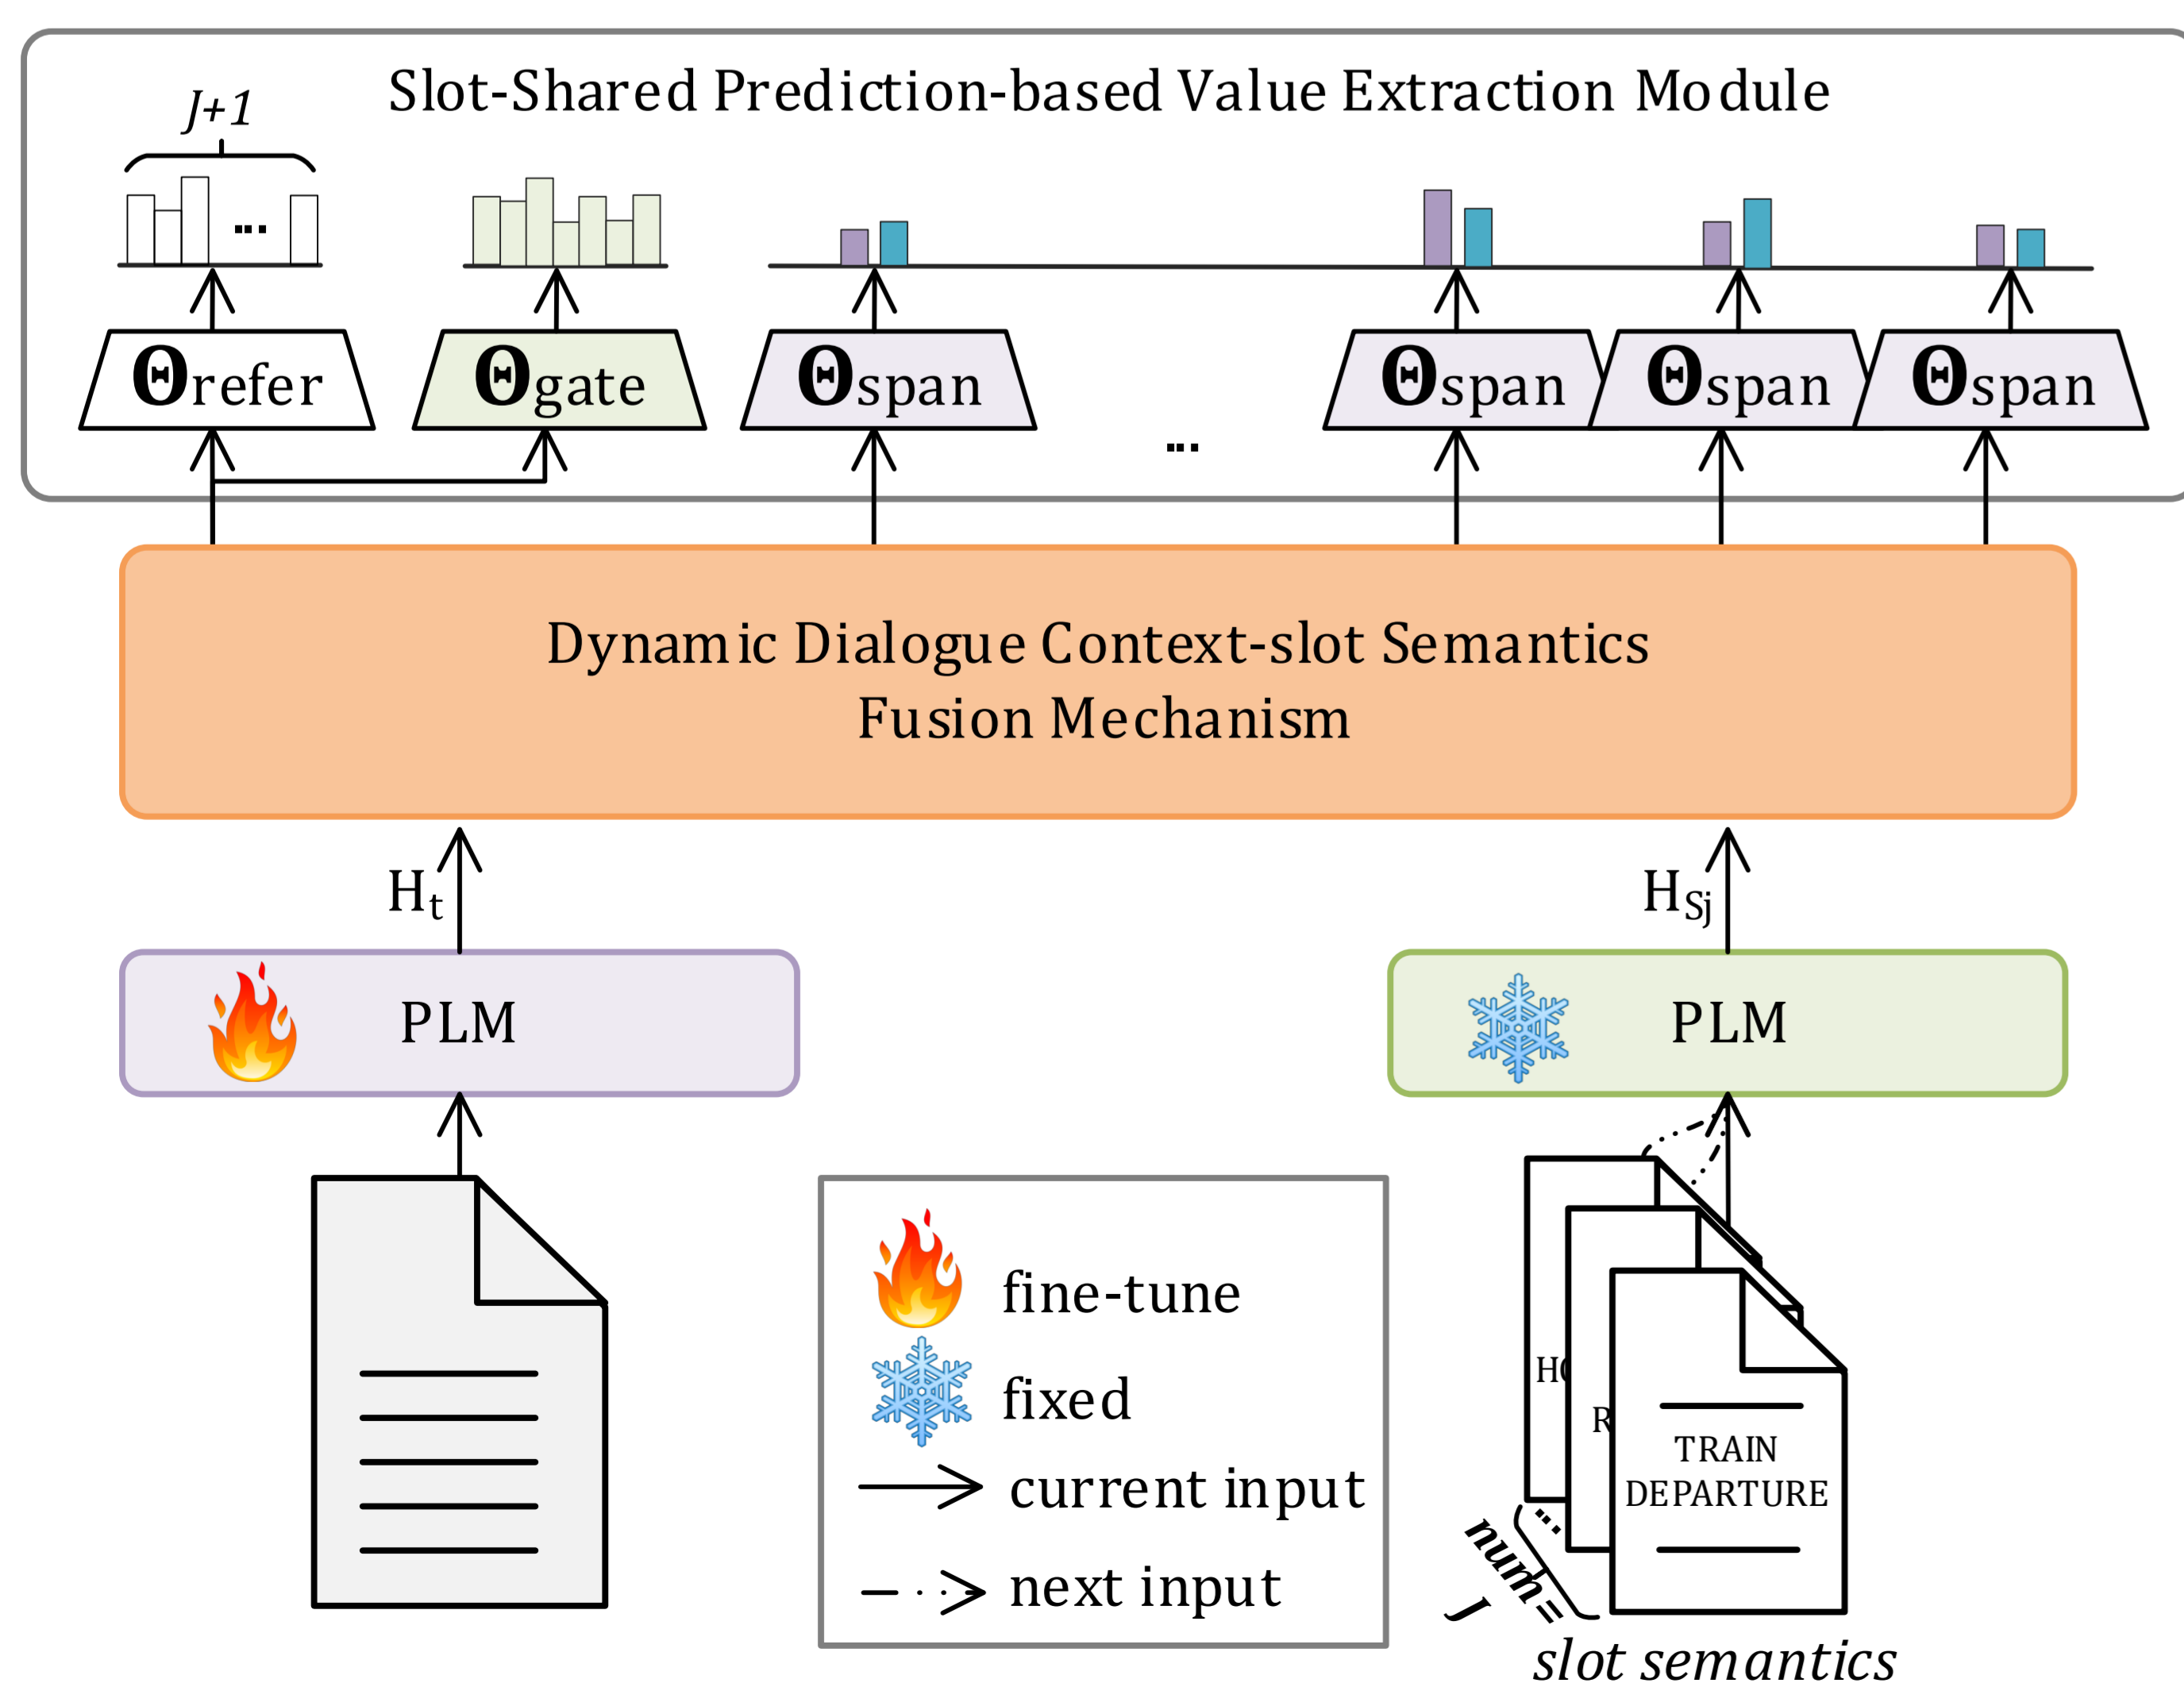 Slot-Shared Prediction-based Value Extraction Module
J+1
...
Θrefer
Θgate
Θspan
...
Θspan
Θspan
Θspan
Dynamic Dialogue Context-slot Semantics
Fusion Mechanism
Ht
HSj
PLM
PLM
fine-tune
fixed
current input
next input
TRAIN
DEPARTURE
...
num=
J
slot semantics